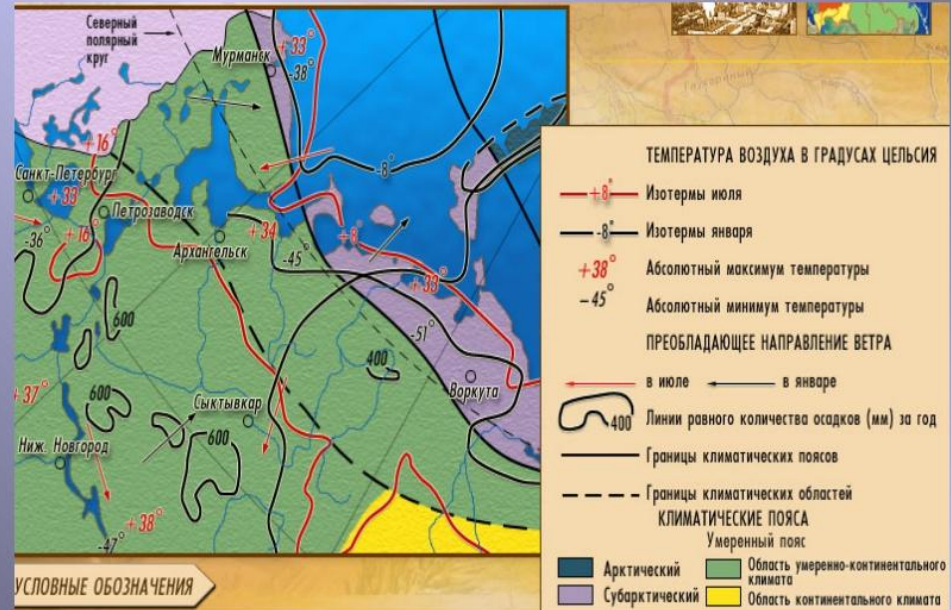 Северный
полярный
круг
Мурманск
+33°
-38°
+16°
-8°
Санкт-Петербург
+33
Петрозаводск
-36°
+16°
Архангельск
+34
-45°
+8
+33°
-51°
600
400
Воркута
+37°
600
Сыктывкар
600
Ниж. Новгород
+38°
-47°
УСЛОВНЫЕ ОБОЗНАЧЕНИЯ
ТЕМПЕРАТУРА ВОЗДУХА В ГРАДУСАХ ЦЕЛЬСИЯ
+8° Изотермы июля
-8° Изотермы января
+38° Абсолютный максимум температуры
-45° Абсолютный минимум температуры
ПРЕОБЛАДАЮЩЕЕ НАПРАВЛЕНИЕ ВЕТРА
в июле в январе
400 Линии равного количества осадков (мм) за год
Границы климатических поясов
Границы климатических областей
КЛИМАТИЧЕСКИЕ ПОЯСА
Умеренный пояс
Арктический
Область умеренно-континентального
климата
Субарктический
Область континентального климата